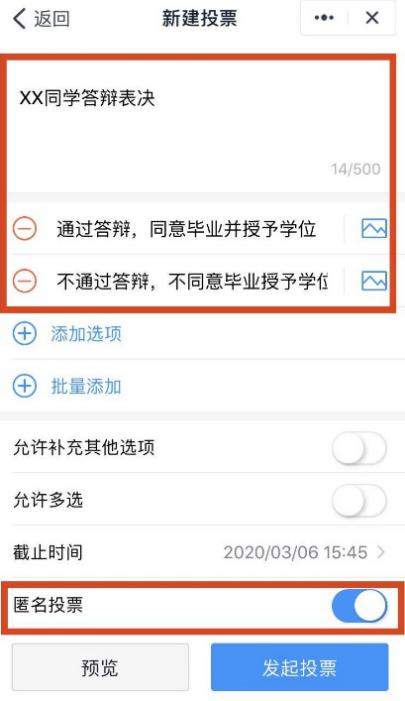 返回 新建投票
XX同学答辩表决
14/500
通过答辩，同意毕业并授予学位
不通过答辩，不同意毕业授予学位
添加选项
批量添加
允许补充其他选项
允许多选
截止时间 2020/03/06 15:45
匿名投票
预览 发起投票